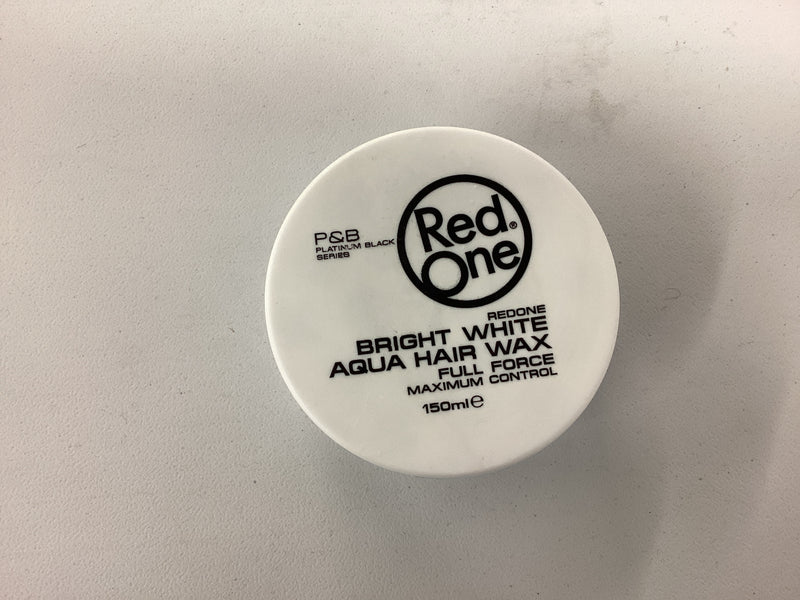 P&B
PLATINUM BLACK
SERIES
Red®
One
REDONE
BRIGHT WHITE
AQUA HAIR WAX
FULL FORCE
MAXIMUM CONTROL
150ml℮